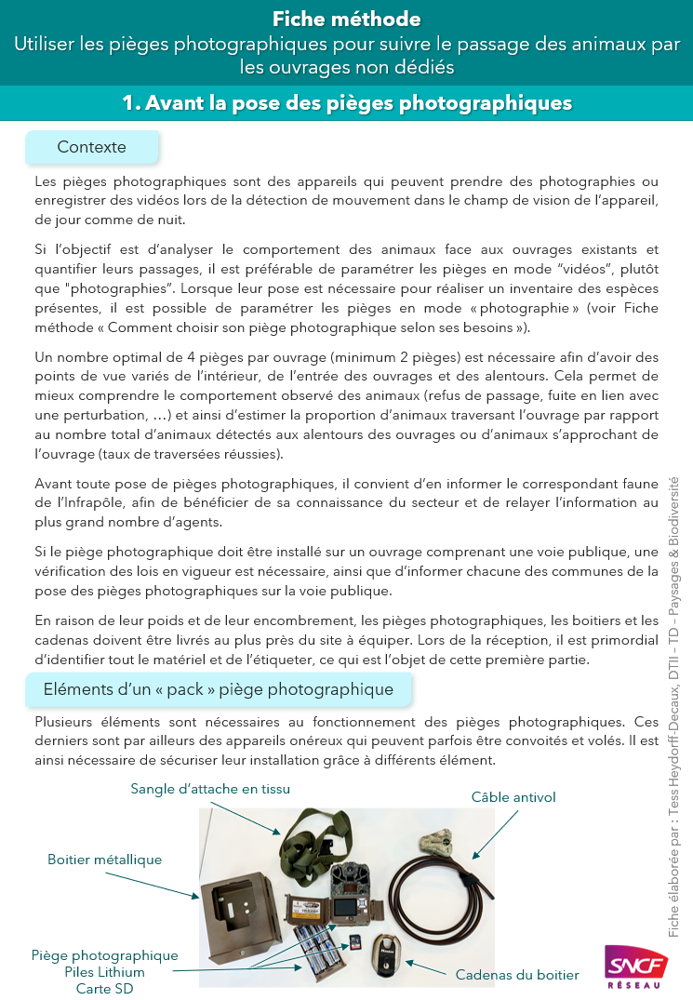 Fiche méthode
Utiliser les pièges photographiques pour suivre le passage des animaux par
les ouvrages non dédiés
1. Avant la pose des pièges photographiques
Contexte
Les pièges photographiques sont des appareils qui peuvent prendre des photographies ou
enregistrer des vidéos lors de la détection de mouvement dans le champ de vision de l’appareil,
de jour comme de nuit.
Si l’objectif est d’analyser le comportement des animaux face aux ouvrages existants et
quantifier leurs passages, il est préférable de paramétrer les pièges en mode “vidéos”, plutôt
que "photographies”. Lorsque leur pose est nécessaire pour réaliser un inventaire des espèces
présentes, il est possible de paramétrer les pièges en mode « photographie » (voir Fiche
méthode « Comment choisir son piège photographique selon ses besoins »).
Un nombre optimal de 4 pièges par ouvrage (minimum 2 pièges) est nécessaire afin d’avoir des
points de vue variés de l’intérieur, de l’entrée des ouvrages et des alentours. Cela permet de
mieux comprendre le comportement observé des animaux (refus de passage, fuite en lien avec
une perturbation, …) et ainsi d’estimer la proportion d’animaux traversant l’ouvrage par rapport
au nombre total d’animaux détectés aux alentours des ouvrages ou d’animaux s’approchant de
l’ouvrage (taux de traversées réussies).
Avant toute pose de pièges photographiques, il convient d’en informer le correspondant faune
de l’Infrapôle, afin de bénéficier de sa connaissance du secteur et de relayer l’information au
plus grand nombre d’agents.
Si le piège photographique doit être installé sur un ouvrage comprenant une voie publique, une
vérification des lois en vigueur est nécessaire, ainsi que d’informer chacune des communes de la
pose des pièges photographiques sur la voie publique.
En raison de leur poids et de leur encombrement, les pièges photographiques, les boitiers et les
cadenas doivent être livrés au plus près du site à équiper. Lors de la réception, il est primordial
d’identifier tout le matériel et de l’étiqueter, ce qui est l’objet de cette première partie.
Eléments d’un « pack » piège photographique
Plusieurs éléments sont nécessaires au fonctionnement des pièges photographiques. Ces
derniers sont par ailleurs des appareils onéreux qui peuvent parfois être convoités et volés. Il est
ainsi nécessaire de sécuriser leur installation grâce à différents élément.
Sangle d’attache en tissu
Câble antivol
Boitier métallique
Piège photographique
Piles Lithium
Carte SD
Cadenas du boitier
SNCF
RÉSEAU
Fiche élaborée par : Tess Heydorff-Decaux, DTII – TD – Paysages & Biodiversité